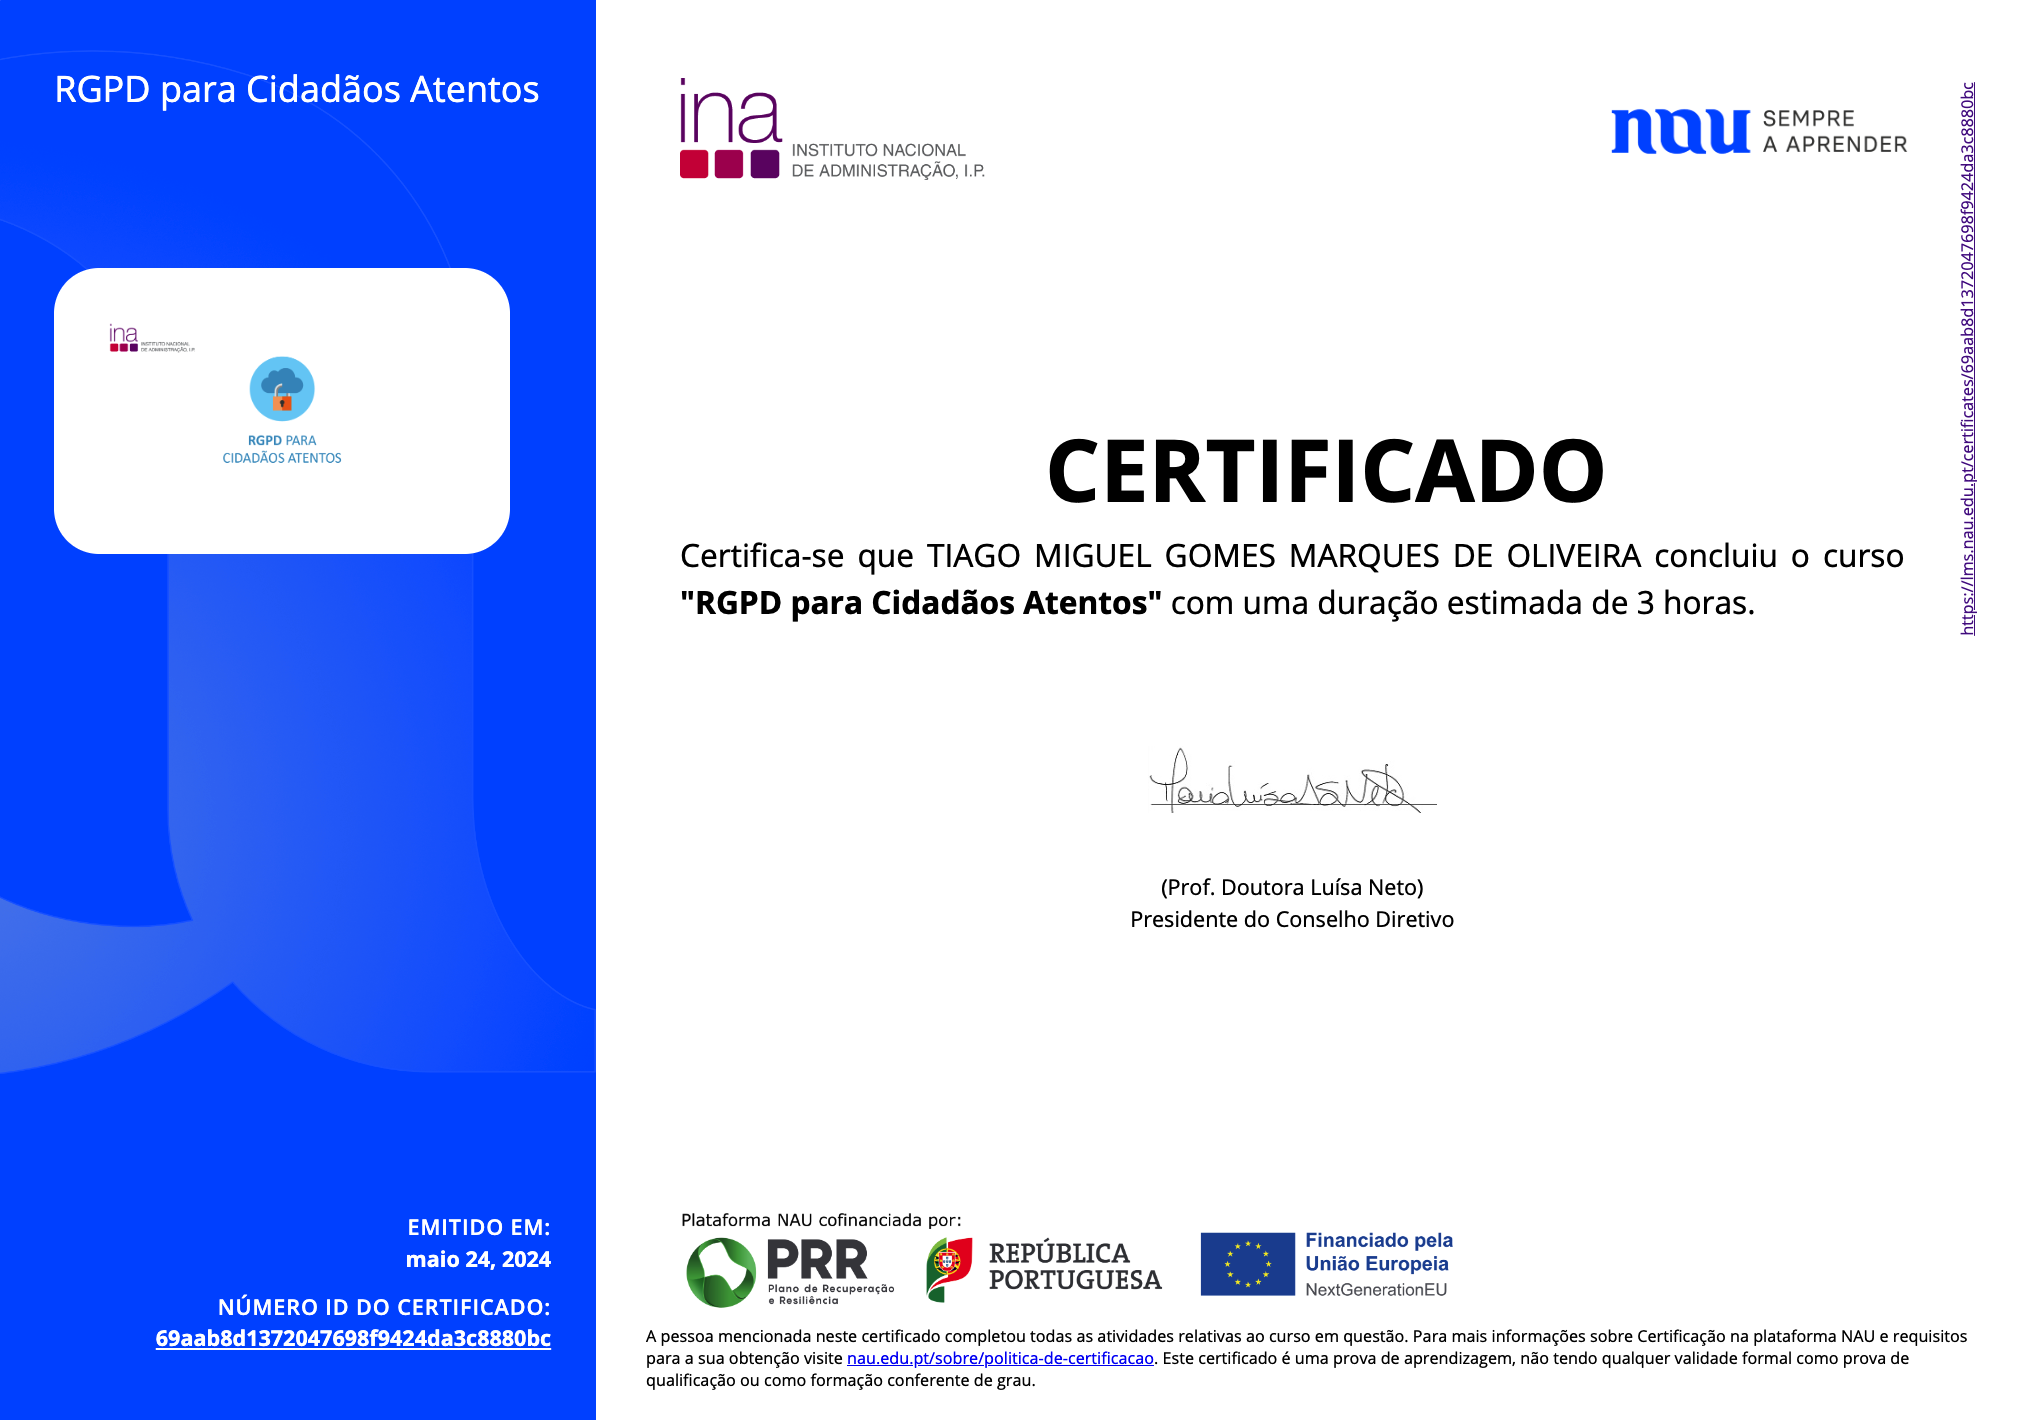 RGPD para Cidadãos Atentos
ina
INSTITUTO NACIONAL
DE ADMINISTRAÇÃO, I.P.
RGPD PARA
CIDADÃOS ATENTOS
EMITIDO EM:
maio 24, 2024
NÚMERO ID DO CERTIFICADO:
69aab8d1372047698f9424da3c8880bc
ina
INSTITUTO NACIONAL
DE ADMINISTRAÇÃO, I.P.
nau SEMPRE
A APRENDER
https://lms.nau.edu.pt/certificates/69aab8d1372047698f9424da3c8880bc
CERTIFICADO
Certifica-se que TIAGO MIGUEL GOMES MARQUES DE OLIVEIRA concluiu o curso
"RGPD para Cidadãos Atentos" com uma duração estimada de 3 horas.
(Prof. Doutora Luísa Neto)
Presidente do Conselho Diretivo
Plataforma NAU cofinanciada por:
PRR
Plano de Recuperação
e Resiliência
REPÚBLICA
PORTUGUESA
Financiado pela
União Europeia
NextGenerationEU
A pessoa mencionada neste certificado completou todas as atividades relativas ao curso em questão. Para mais informações sobre Certificação na plataforma NAU e requisitos
para a sua obtenção visite nau.edu.pt/sobre/politica-de-certificacao. Este certificado é uma prova de aprendizagem, não tendo qualquer validade formal como prova de
qualificação ou como formação conferente de grau.